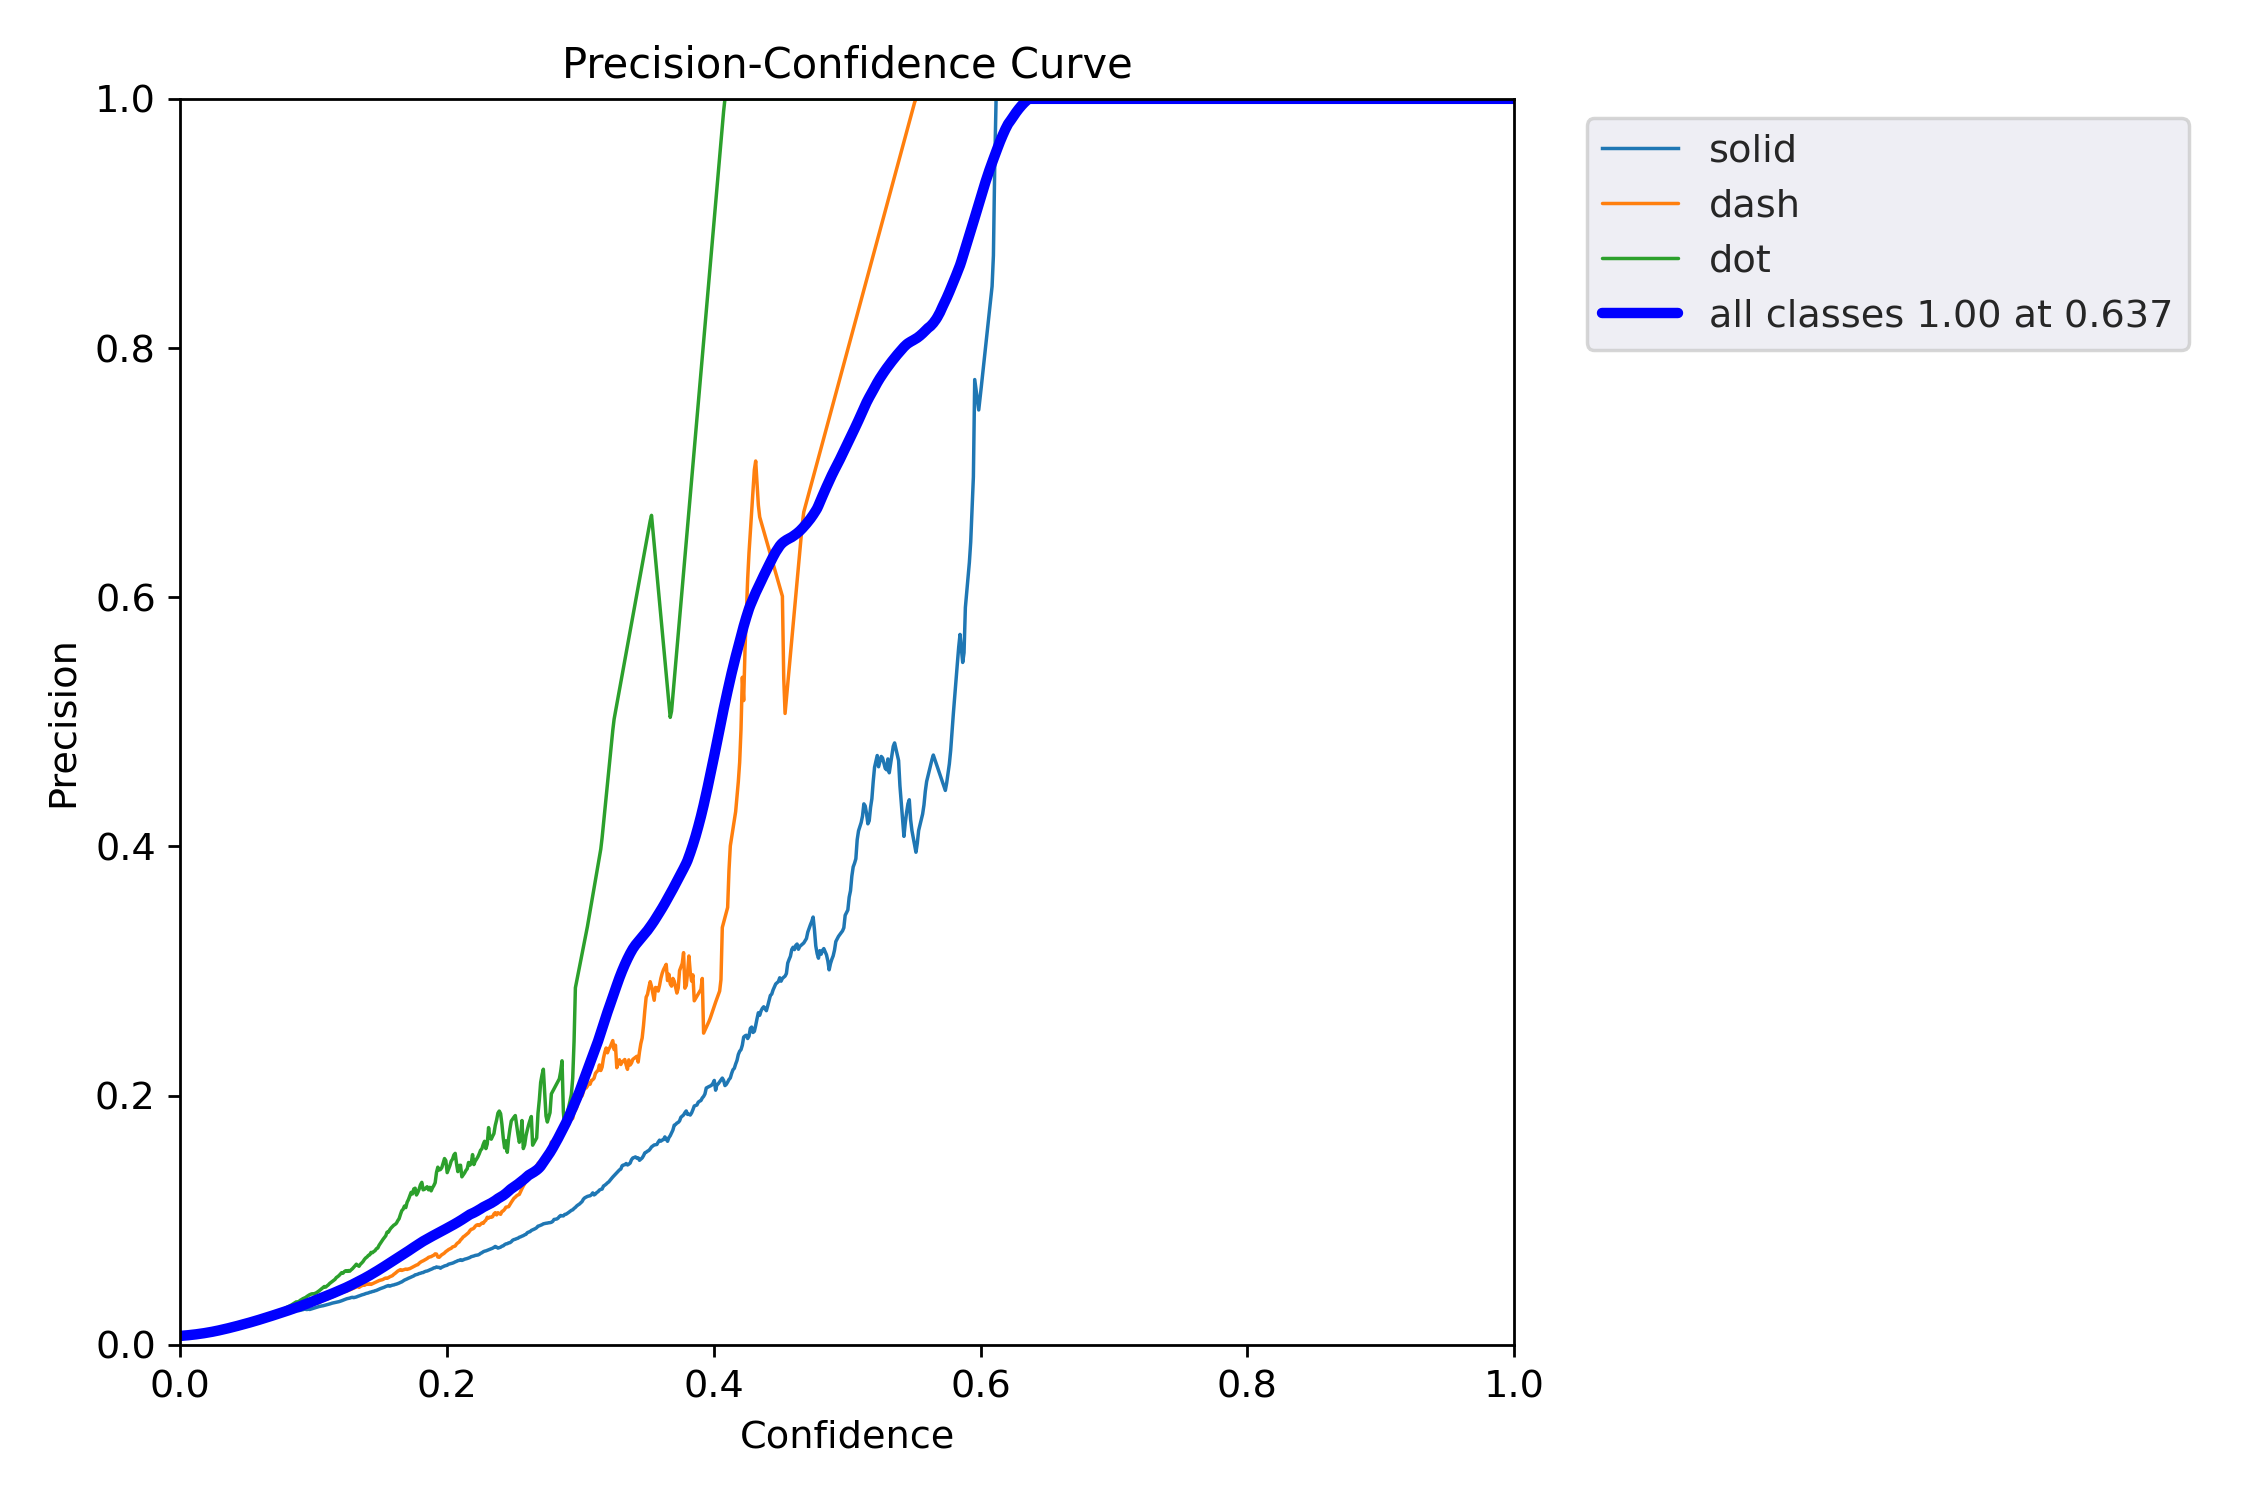 Precision-Confidence Curve
1.0
0.8
0.6
0.4
0.2
0.0
Precision
0.0 0.2 0.4 0.6 0.8 1.0
Confidence
solid
dash
dot
all classes 1.00 at 0.637